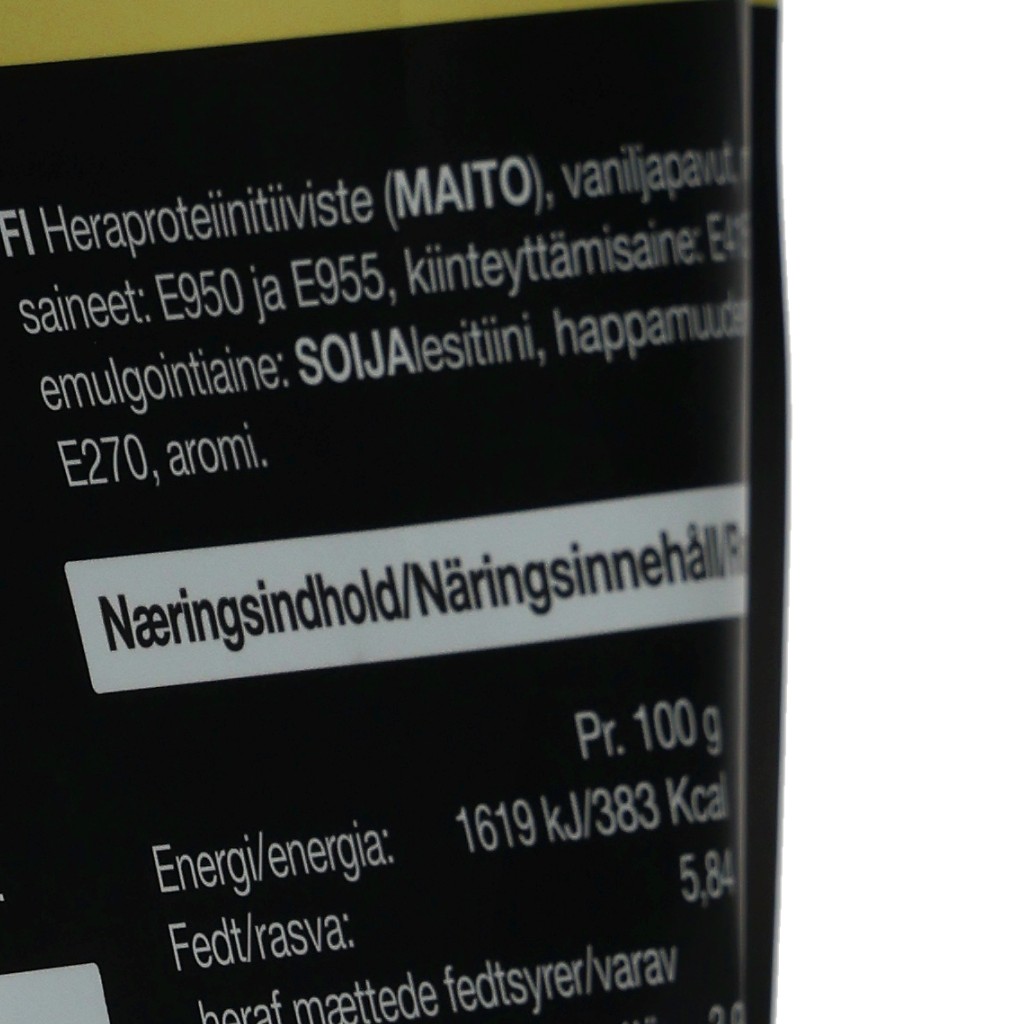 FI Heraproteiinitiiviste (MAITO), vaniljapavut,
saineet: E950 ja E955, kiinteyttämisaine:
emulgointiaine: SOIJAlesitiini,
E270, aromi.
Næringsindhold/Näringsinnehåll/
Pr. 100 g
Energi/energia: 1619 kJ/383 Kcal
Fedt/rasva: 5,84
heraf mættede fedtsyrer/varav